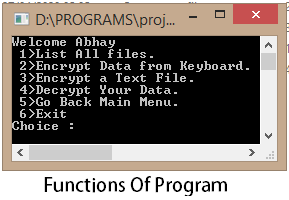 D:\PROGRAMS\proj...
Welcome Abhay
1>List All files.
2>Encrypt Data from Keyboard.
3>Encrypt a Text File.
4>Decrypt Your Data.
5>Go Back Main Menu.
6>Exit
Choice :
Functions Of Program